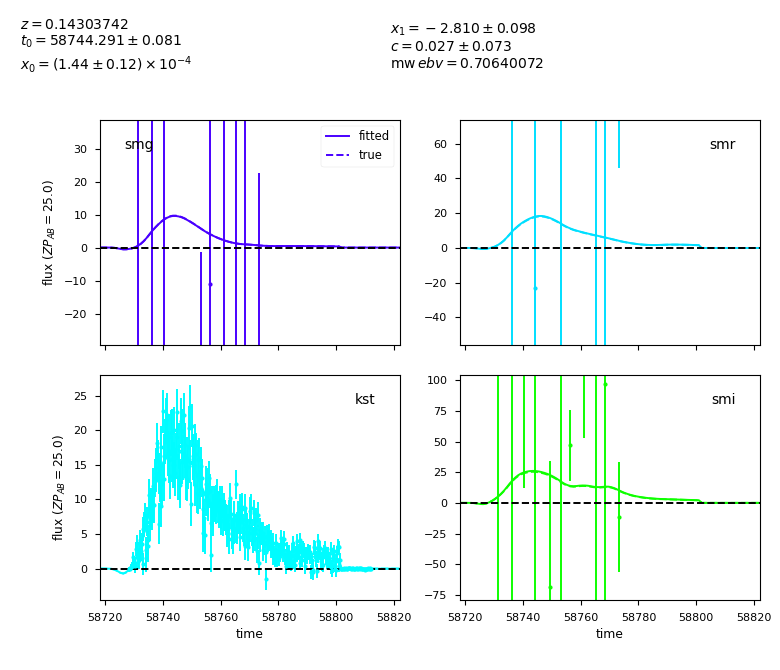 z = 0.14303742
t₀ = 58744.291 ± 0.081
x₀ = (1.44 ± 0.12) × 10⁻⁴
x₁ = −2.810 ± 0.098
c = 0.027 ± 0.073
mwebv = 0.70640072
smg
fitted
true
30
20
10
0
−10
−20
flux (ZP_AB = 25.0)
smr
60
40
20
0
−20
−40
kst
25
20
15
10
5
0
flux (ZP_AB = 25.0)
58720 58740 58760 58780 58800 58820
time
smi
100
75
50
25
0
−25
−50
−75
58720 58740 58760 58780 58800 58820
time